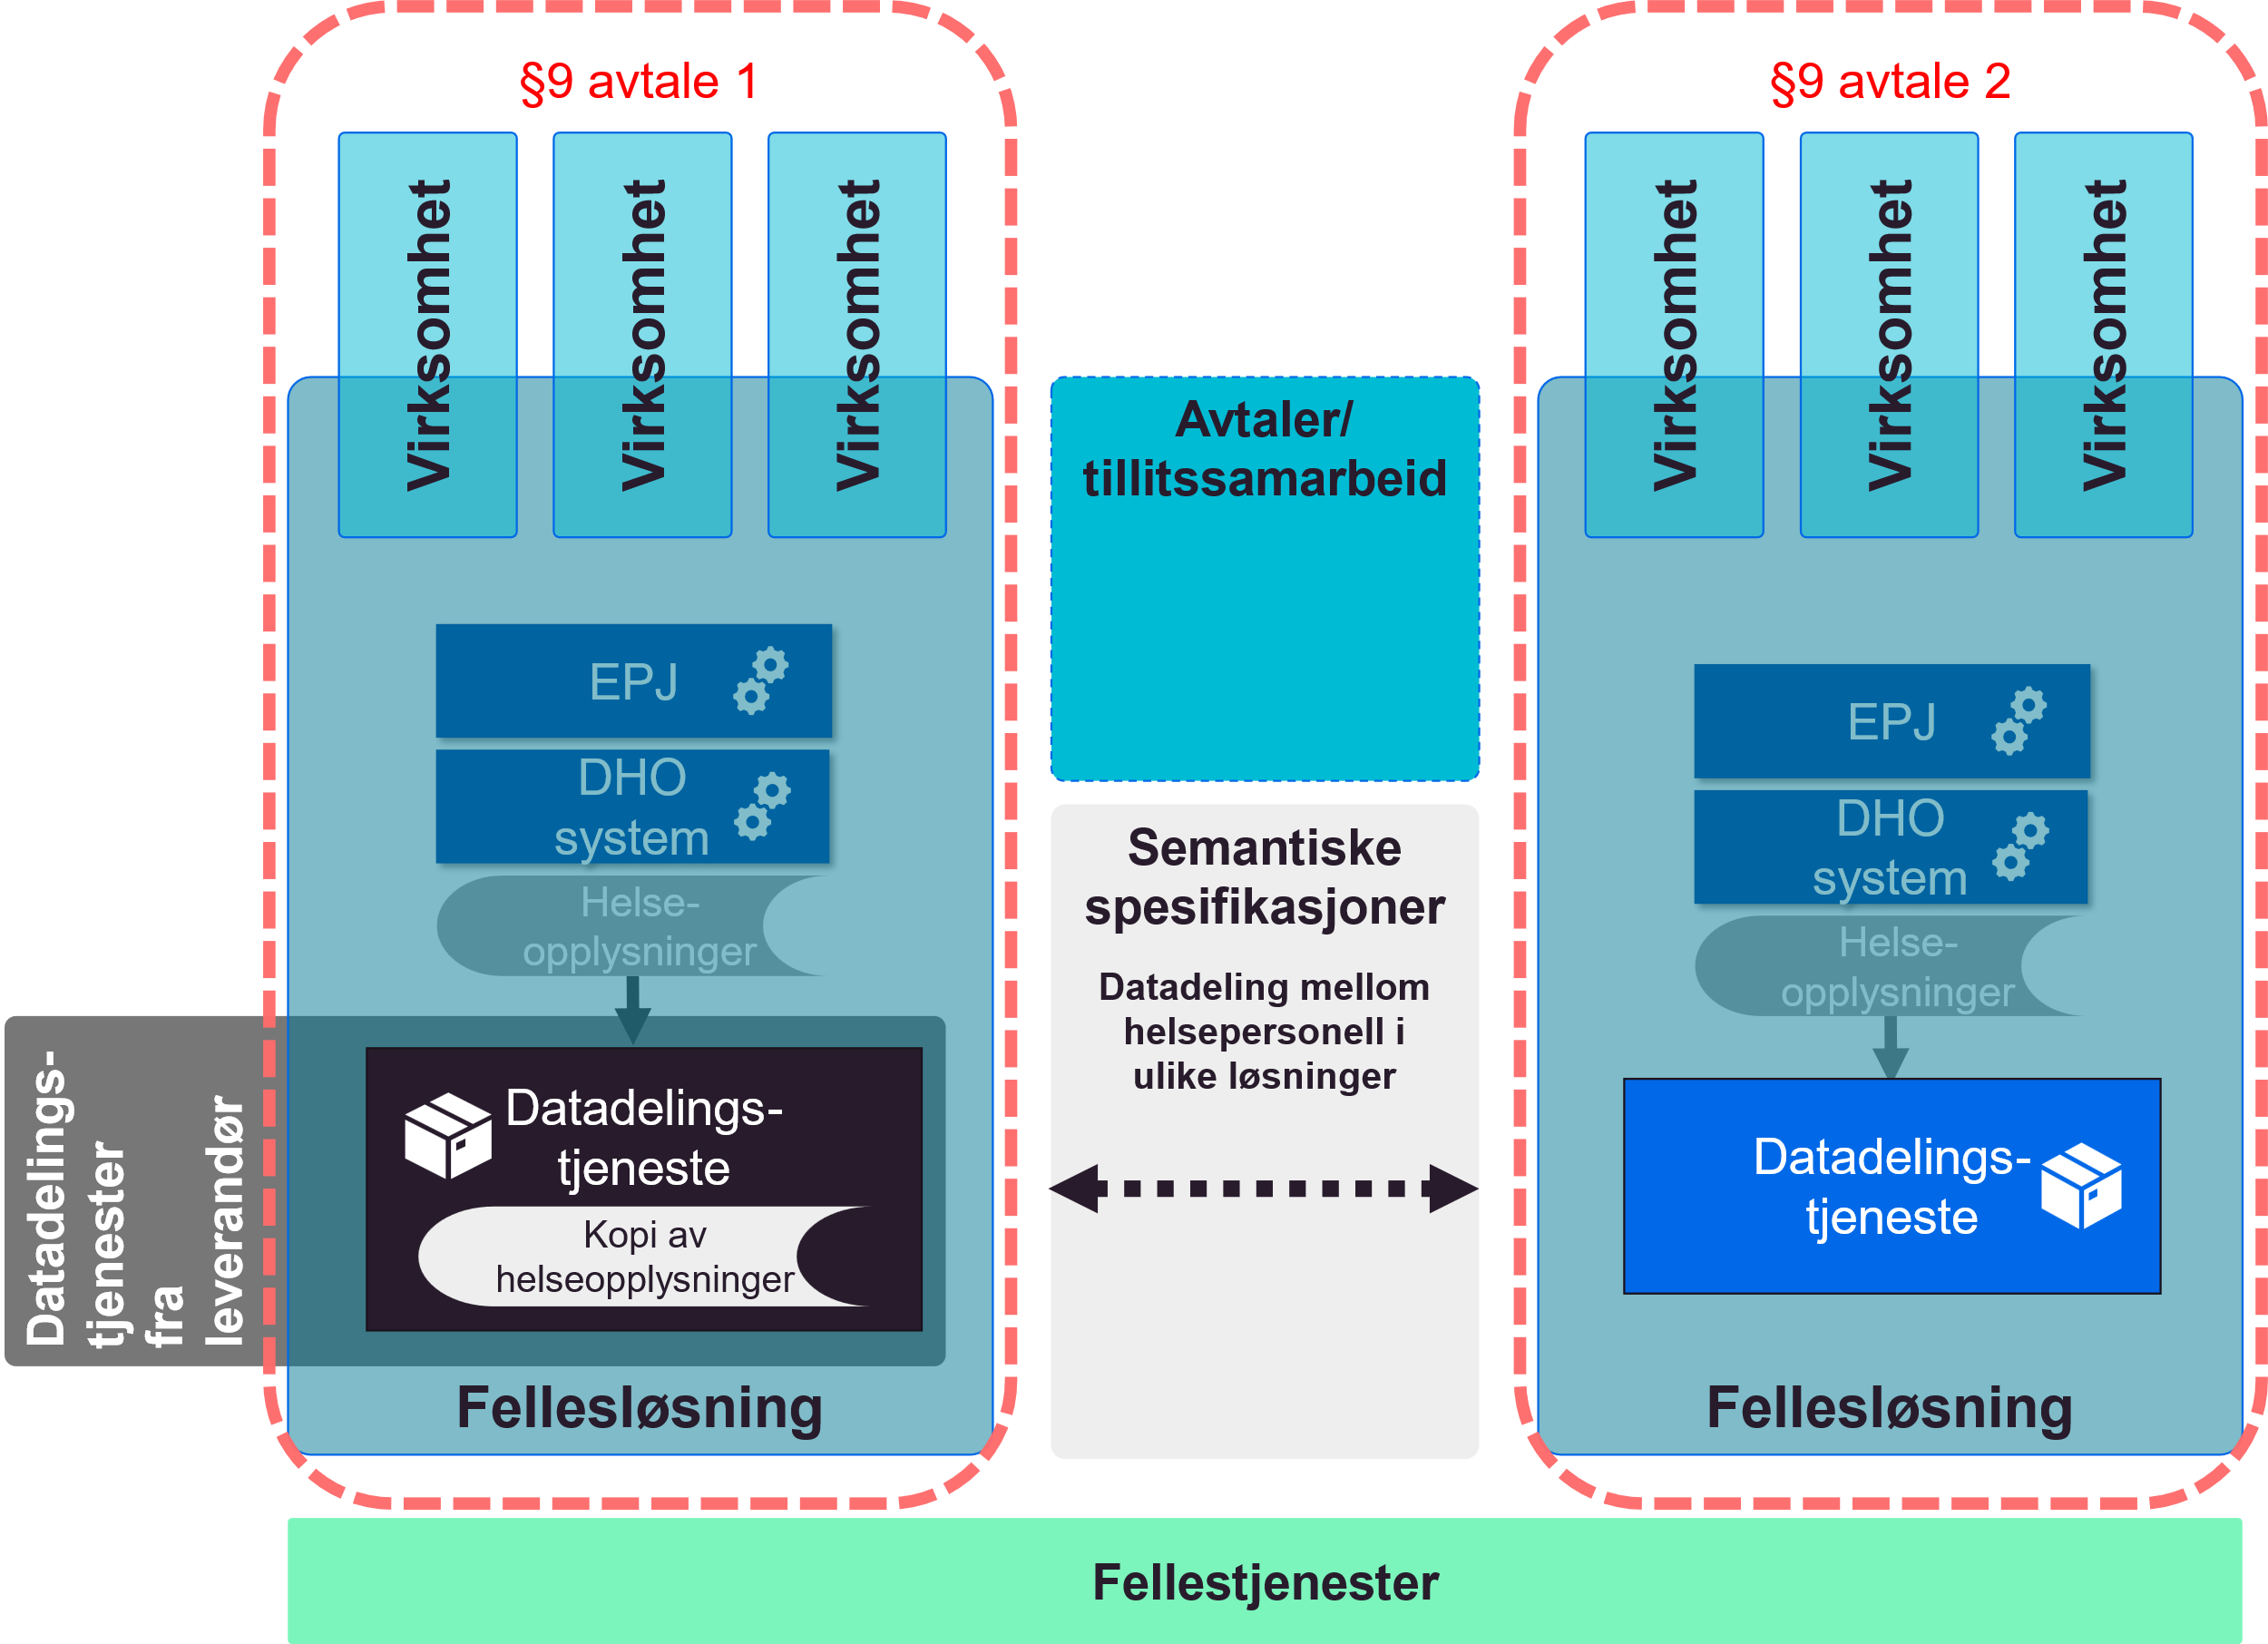 §9 avtale 1
Virksomhet
Virksomhet
Virksomhet
EPJ
DHO
system
Helse-
opplysninger
Datadelings-
tjenester
fra
leverandør
Datadelings-
tjeneste
Kopi av
helseopplysninger
Fellesløsning
Avtaler/
tillitssamarbeid
Semantiske
spesifikasjoner
Datadeling mellom
helsepersonell i
ulike løsninger
§9 avtale 2
Virksomhet
Virksomhet
Virksomhet
EPJ
DHO
system
Helse-
opplysninger
Datadelings-
tjeneste
Fellesløsning
Fellestjenester